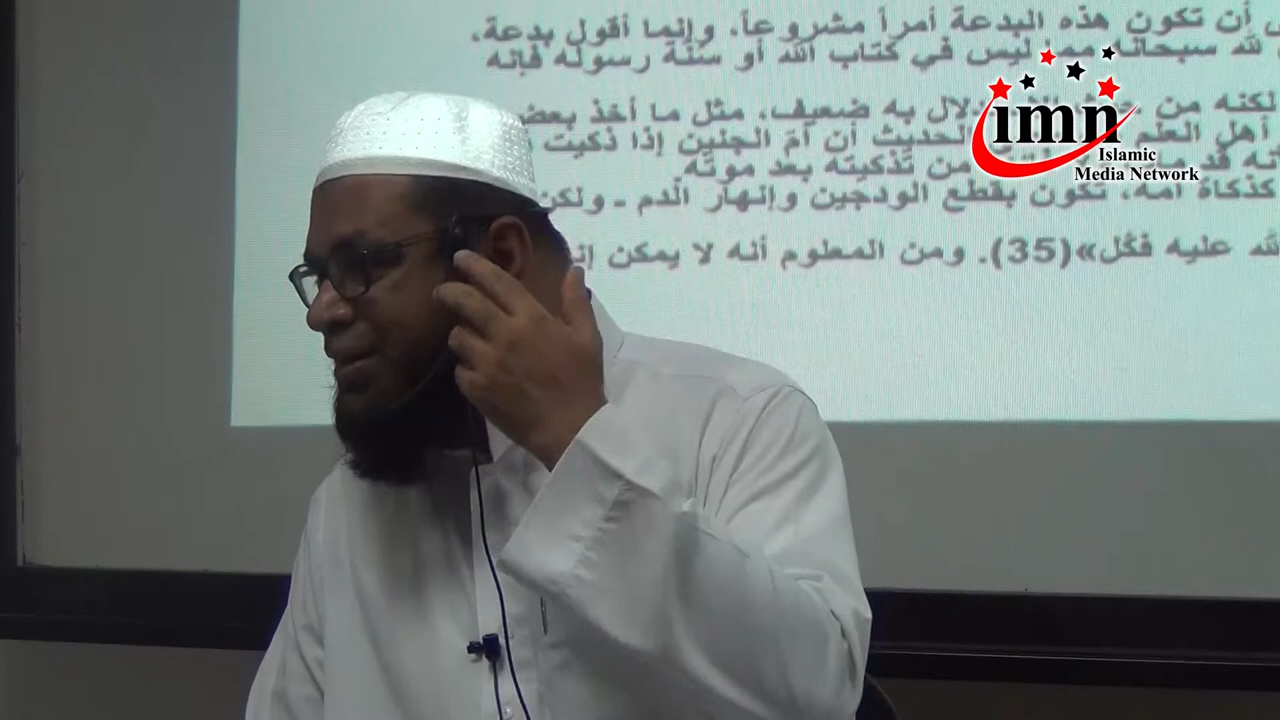 أن تكون هذه البدعة أمراً مشروعاً، وإنما أقول بدعة،
لله سبحانه مما ليس في كتاب الله أو سنة رسوله فإنه
لكنه من به ضعيف، مثل ما أخذ بعض
أهل العلم الحديث أن أم الجنين إذا ذكيت
من تذكيته بعد موته.
كذكاة أمه، تكون بقطع الودجين وإنهار الدم ـ ولكن
الله عليه فكل»(35). ومن المعلوم أنه لا يمكن
imn
Islamic
Media Network